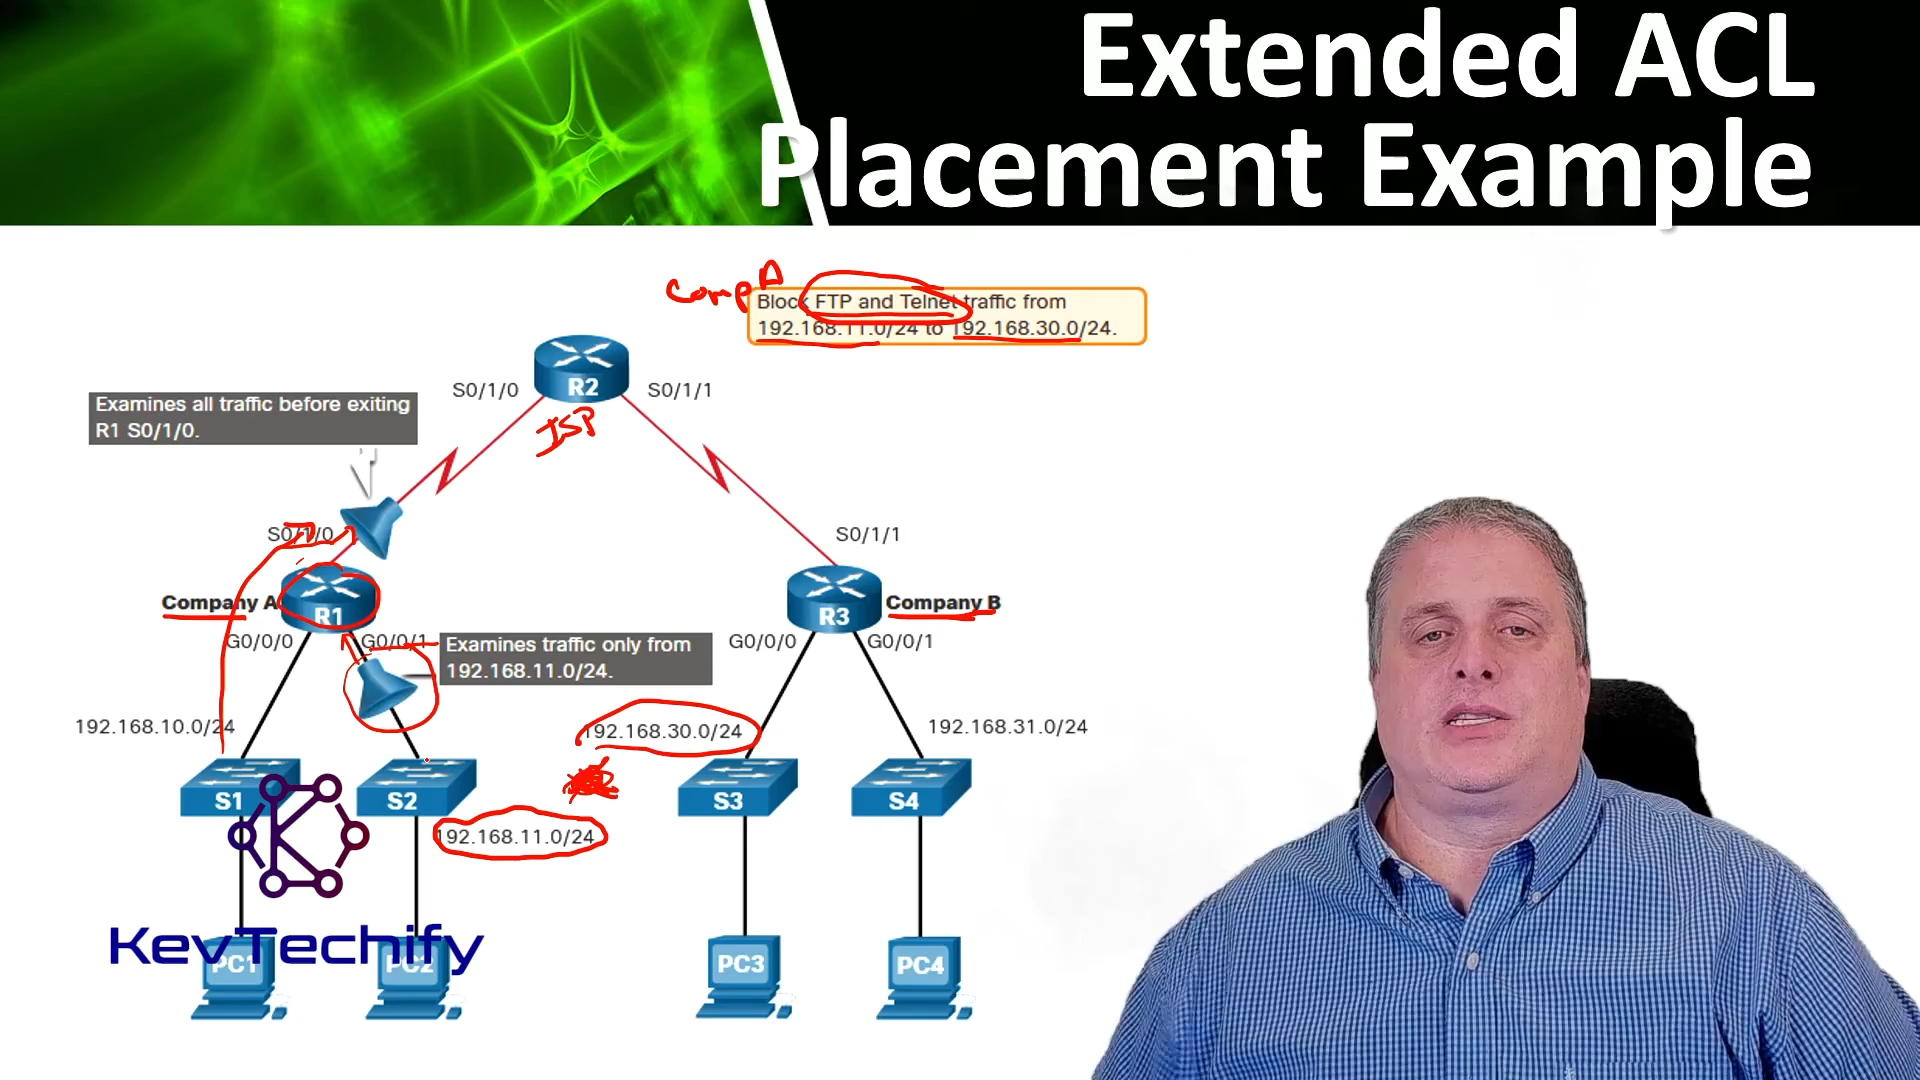 Extended ACL
Placement Example
Comp A
Block FTP and Telnet traffic from
192.168.11.0/24 to 192.168.30.0/24.
R2
S0/1/0
S0/1/1
ISP
Examines all traffic before exiting
R1 S0/1/0.
S0/1/0
S0/1/1
Company A
R1
R3
Company B
G0/0/0
G0/0/1
Examines traffic only from
192.168.11.0/24.
G0/0/0
G0/0/1
192.168.10.0/24
192.168.30.0/24
192.168.31.0/24
S1
S2
S3
S4
192.168.11.0/24
KevTechify
PC1
PC2
PC3
PC4